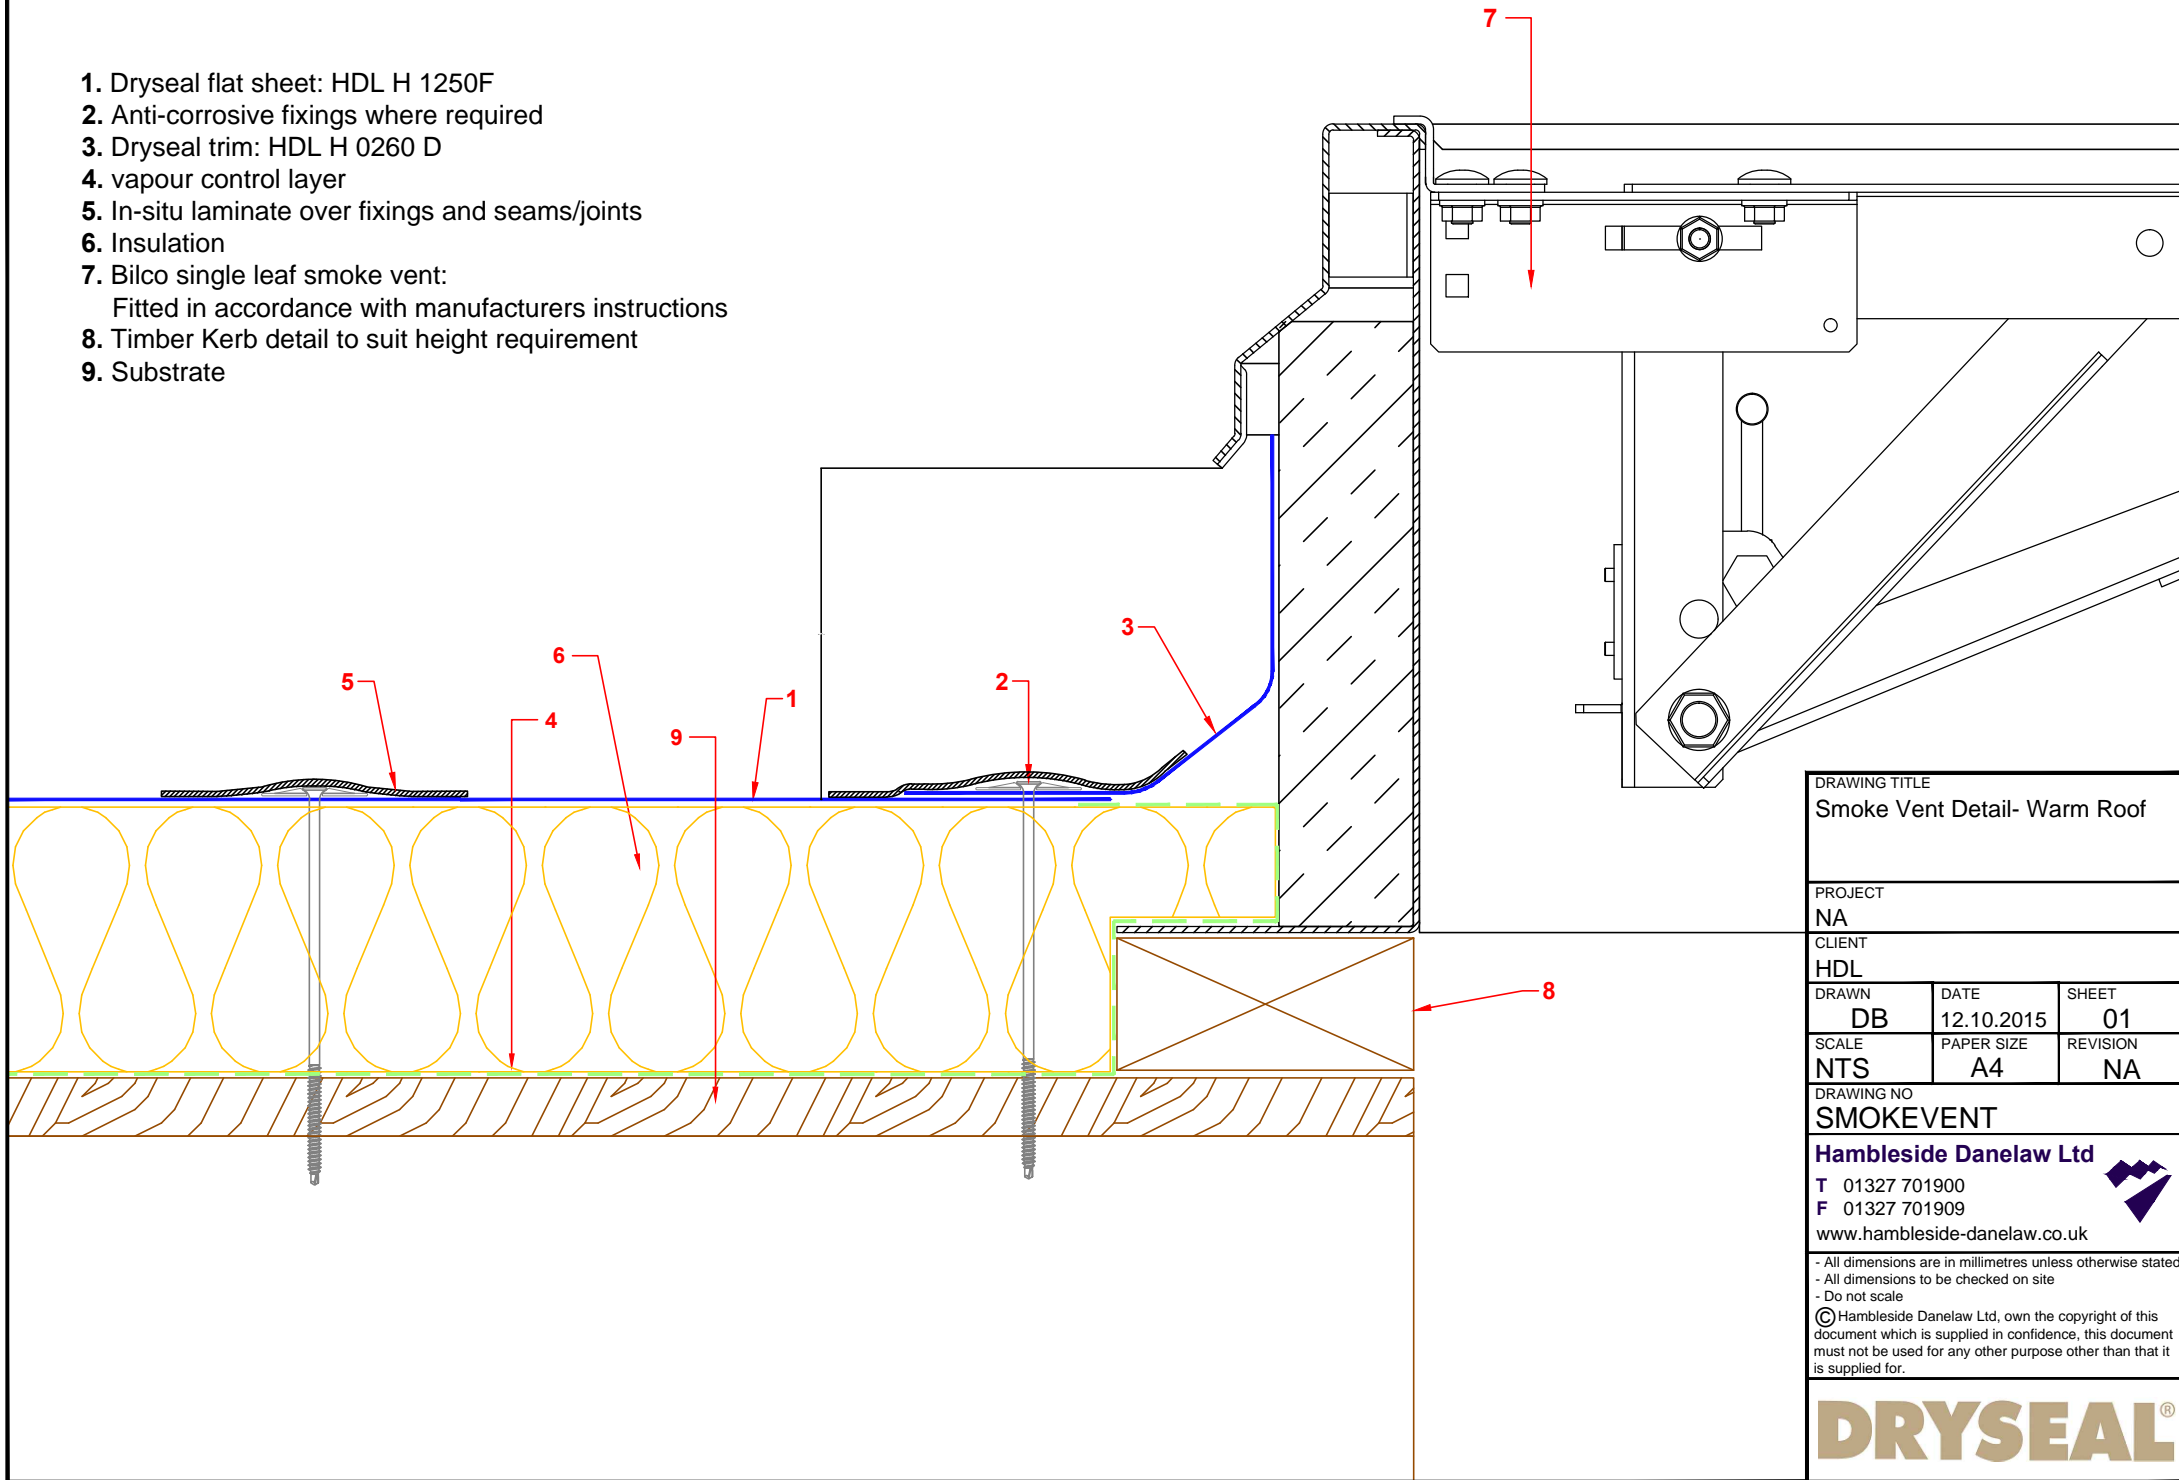 7
1. Dryseal flat sheet: HDL H 1250F
2. Anti-corrosive fixings where required
3. Dryseal trim: HDL H 0260 D
4. vapour control layer
5. In-situ laminate over fixings and seams/joints
6. Insulation
7. Bilco single leaf smoke vent:
Fitted in accordance with manufacturers instructions
8. Timber Kerb detail to suit height requirement
9. Substrate
3
6
5
2
1
4
9
8
DRAWING TITLE
Smoke Vent Detail- Warm Roof
PROJECT
NA
CLIENT
HDL
DRAWN DATE SHEET
DB 12.10.2015 01
SCALE PAPER SIZE REVISION
NTS A4 NA
DRAWING NO
SMOKEVENT
Hambleside Danelaw Ltd
T 01327 701900
F 01327 701909
www.hambleside-danelaw.co.uk
- All dimensions are in millimetres unless otherwise stated
- All dimensions to be checked on site
- Do not scale
© Hambleside Danelaw Ltd, own the copyright of this
document which is supplied in confidence, this document
must not be used for any other purpose other than that it
is supplied for.
DRYSEAL®